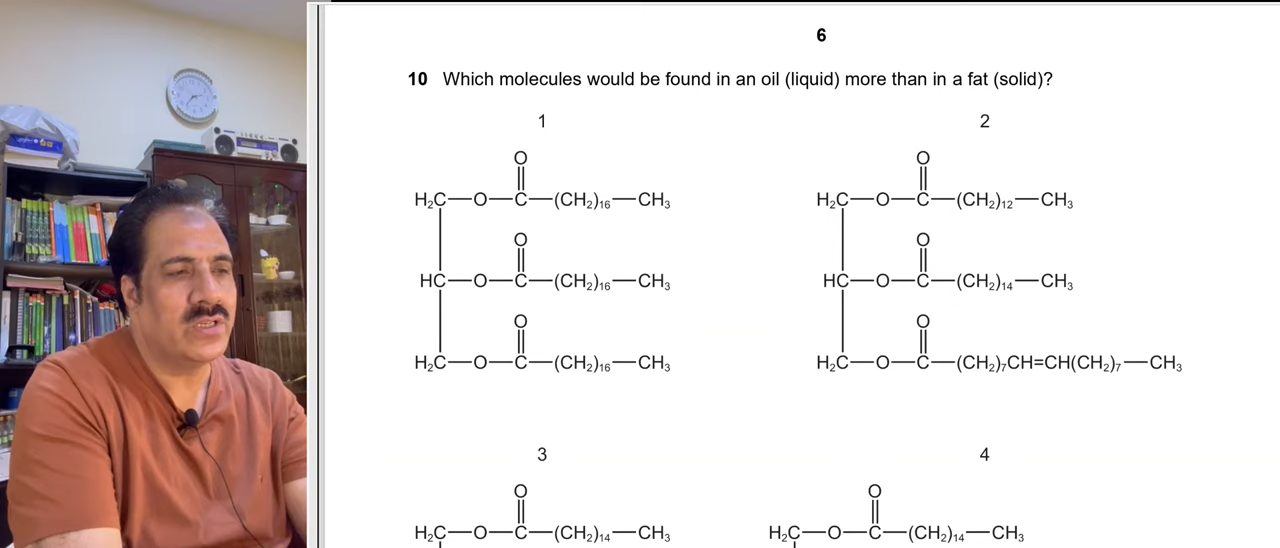 6
10 Which molecules would be found in an oil (liquid) more than in a fat (solid)?
1 2
O O
H₂C—O—C—(CH₂)₁₆—CH₃ H₂C—O—C—(CH₂)₁₂—CH₃
O O
HC—O—C—(CH₂)₁₆—CH₃ HC—O—C—(CH₂)₁₄—CH₃
O O
H₂C—O—C—(CH₂)₁₆—CH₃ H₂C—O—C—(CH₂)₇CH=CH(CH₂)₇—CH₃
3 4
O O
H₂C—O—C—(CH₂)₁₄—CH₃ H₂C—O—C—(CH₂)₁₄—CH₃